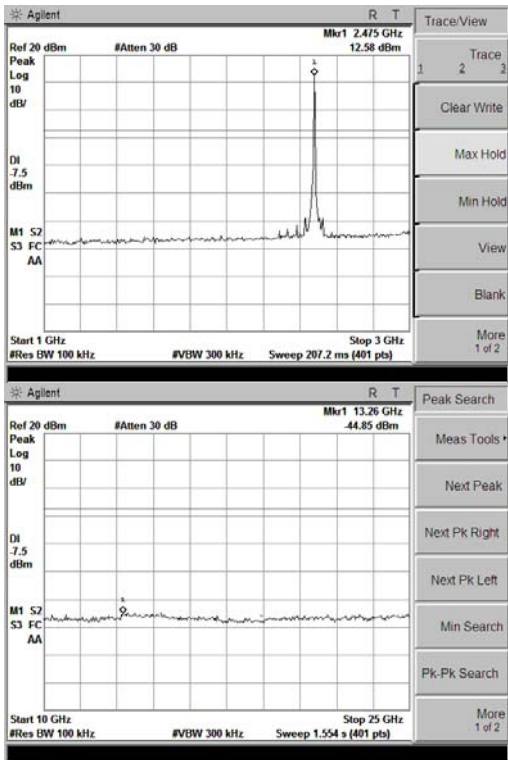 Agilent R T
Mkr1 2.475 GHz
Ref 20 dBm #Atten 30 dB 12.58 dBm
Peak
Log
10
dB/
1
DI
-7.5
dBm
M1 S2
S3 FC
AA
Start 1 GHz Stop 3 GHz
#Res BW 100 kHz #VBW 300 kHz Sweep 207.2 ms (401 pts)
Trace/View
Trace
1 2 3
Clear Write
Max Hold
Min Hold
View
Blank
More
1 of 2
Agilent R T
Mkr1 13.26 GHz
Ref 20 dBm #Atten 30 dB -44.85 dBm
Peak
Log
10
dB/
DI
-7.5
dBm
1
M1 S2
S3 FC
AA
Start 10 GHz Stop 25 GHz
#Res BW 100 kHz #VBW 300 kHz Sweep 1.554 s (401 pts)
Peak Search
Meas Tools
Next Peak
Next Pk Right
Next Pk Left
Min Search
Pk-Pk Search
More
1 of 2